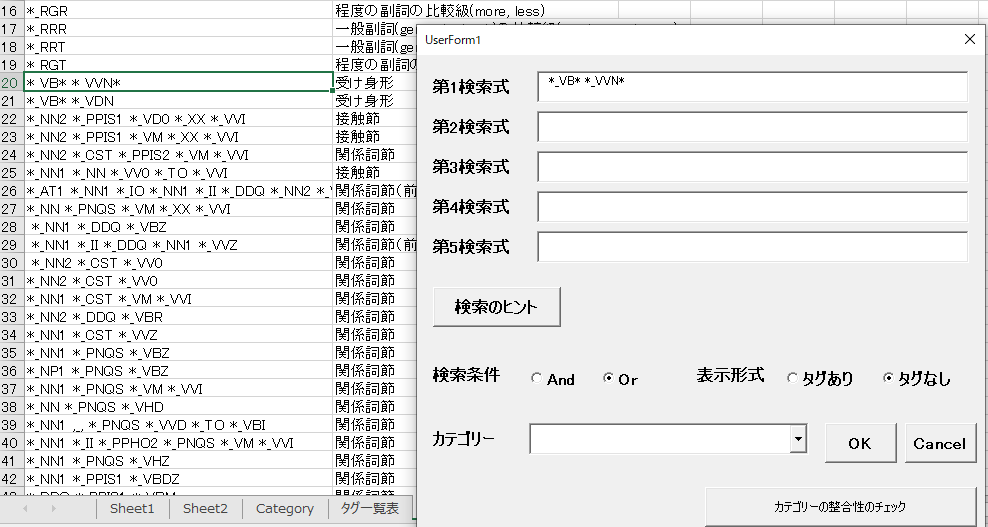 16 *_RGR 程度の副詞の比較級(more, less)
17 *_RRR 一般副詞(ge
18 *_RRT 一般副詞(ge
19 *_RGT 程度の副詞の
20 *_VB* *_VVN* 受け身形
21 *_VB* *_VDN 受け身形
22 *_NN2 *_PPIS1 *_VD0 *_XX *_VVI 接触節
23 *_NN2 *_PPIS1 *_VM *_XX *_VVI 接触節
24 *_NN2 *_CST *_PPIS2 *_VM *_VVI 関係詞節
25 *_NN1 *_NN *_VV0 *_TO *_VVI 接触節
26 *_AT1 *_NN1 *_IO *_NN1 *_II *_DDQ *_NN2 *_ 関係詞節(前
27 *_NN *_PNQS *_VM *_XX *_VVI 関係詞節
28 *_NN1 *_DDQ *_VBZ 関係詞節
29 *_NN1 *_II *_DDQ *_NN1 *_VVZ 関係詞節(前
30 *_NN2 *_CST *_VV0 関係詞節
31 *_NN2 *_CST *_VV0 関係詞節
32 *_NN1 *_CST *_VM *_VVI 関係詞節
33 *_NN2 *_DDQ *_VBR 関係詞節
34 *_NN1 *_CST *_VVZ 関係詞節
35 *_NN1 *_PNQS *_VBZ 関係詞節
36 *_NP1 *_PNQS *_VBZ 関係詞節
37 *_NN1 *_PNQS *_VM *_VVI 関係詞節
38 *_NN *_PNQS *_VHD 関係詞節
39 *_NN1 ,_, *_PNQS *_VVD *_TO *_VBI 関係詞節
40 *_NN1 *_II *_PPHO2 *_PNQS *_VM *_VVI 関係詞節
41 *_NN1 *_PNQS *_VHZ 関係詞節
42 *_NN1 *_PPIS1 *_VBDZ 関係詞節
Sheet1 Sheet2 Category タグ一覧表
UserForm1
第1検索式 *_VB* *_VVN*
第2検索式
第3検索式
第4検索式
第5検索式
検索のヒント
検索条件 And Or 表示形式 タグあり タグなし
カテゴリー OK Cancel
カテゴリーの整合性のチェック